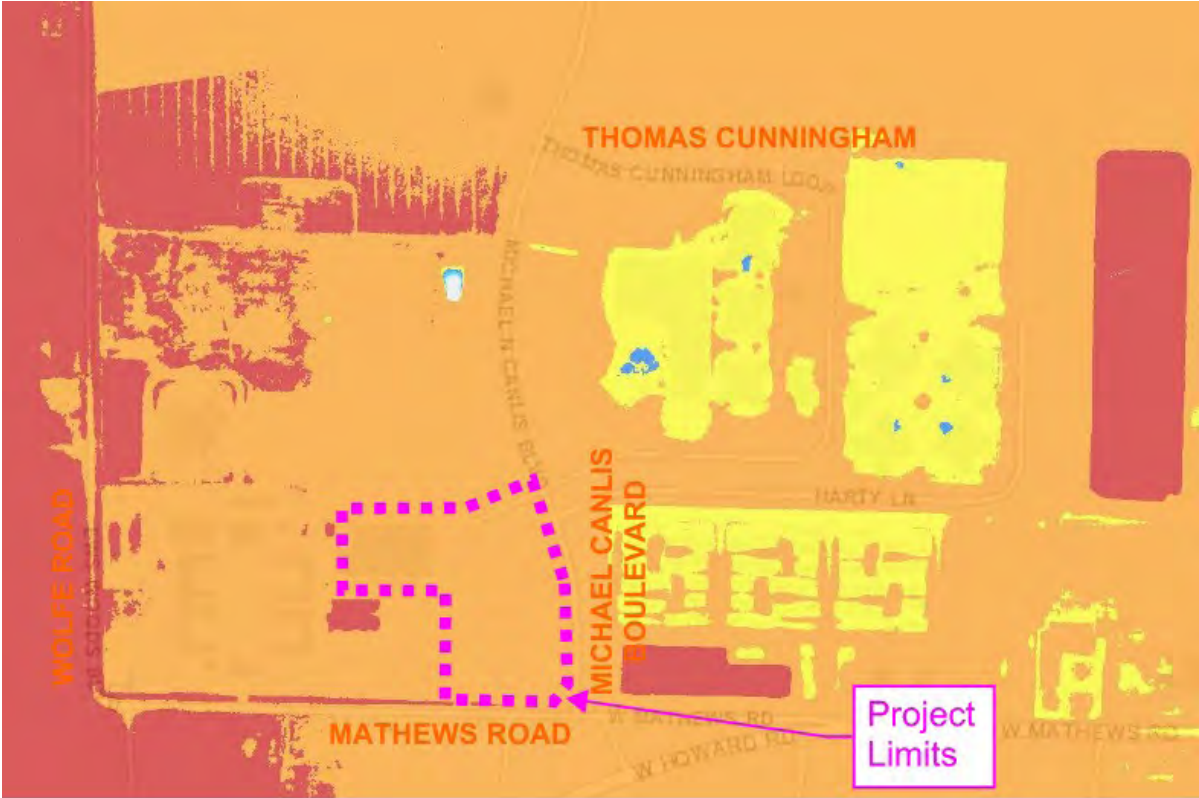 THOMAS CUNNINGHAM
THOMAS CUNNINGHAM LOOP
MICHAEL N CANLIS BLVD
HARTY LN
MICHAEL CANLIS
BOULEVARD
WOLFE ROAD
MATHEWS ROAD
W MATHEWS RD
W HOWARD RD
W MATHEWS RD
Project
Limits